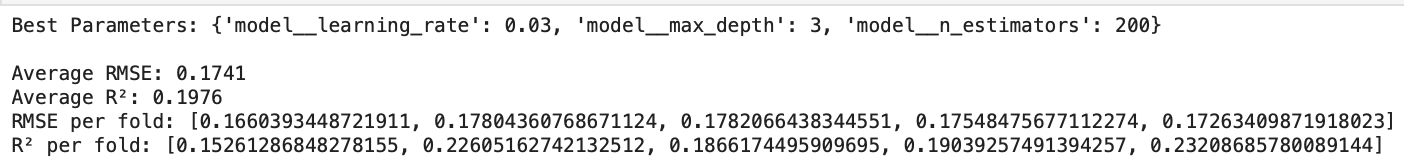 Best Parameters: {'model__learning_rate': 0.03, 'model__max_depth': 3, 'model__n_estimators': 200}
Average RMSE: 0.1741
Average R²: 0.1976
RMSE per fold: [0.1660393448721911, 0.17804360768671124, 0.1782066438344551, 0.17548475677112274, 0.17263409871918023]
R² per fold: [0.15261286848278155, 0.22605162742132512, 0.1866174495909695, 0.19039257491394257, 0.23208685780089144]